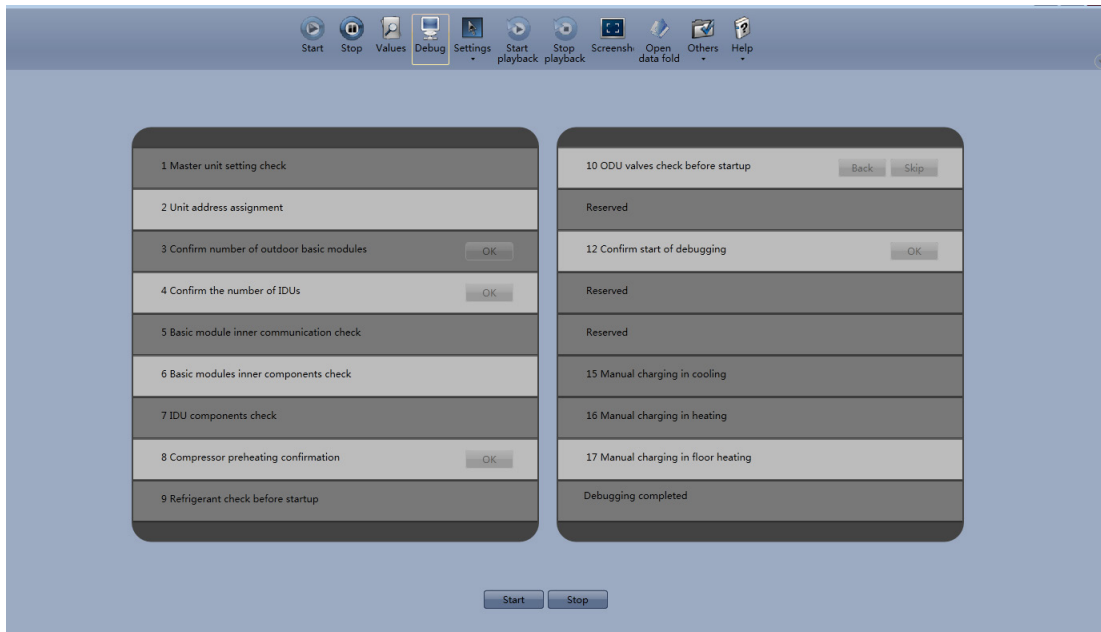 Start Stop Values Debug Settings Start playback Stop playback Screensh Open data fold Others Help
1 Master unit setting check
2 Unit address assignment
3 Confirm number of outdoor basic modules OK
4 Confirm the number of IDUs OK
5 Basic module inner communication check
6 Basic modules inner components check
7 IDU components check
8 Compressor preheating confirmation OK
9 Refrigerant check before startup
10 ODU valves check before startup Back Skip
Reserved
12 Confirm start of debugging OK
Reserved
Reserved
15 Manual charging in cooling
16 Manual charging in heating
17 Manual charging in floor heating
Debugging completed
Start Stop